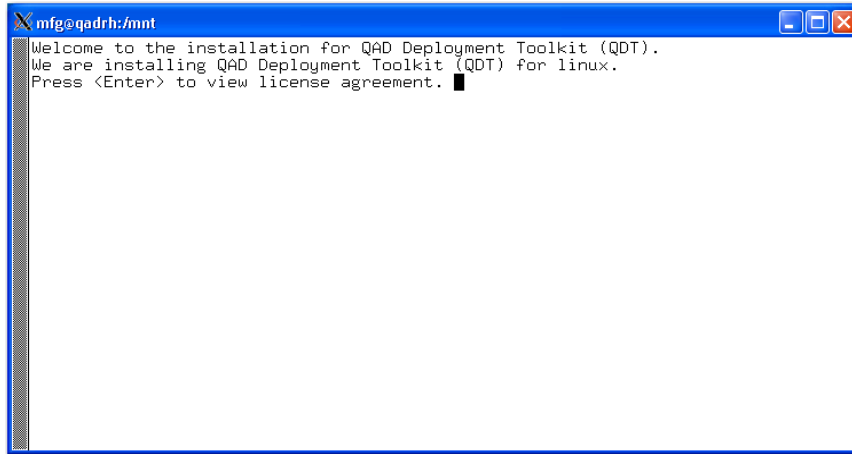 mfg@qadrh:/mnt
Welcome to the installation for QAD Deployment Toolkit (QDT).
We are installing QAD Deployment Toolkit (QDT) for linux.
Press <Enter> to view license agreement.